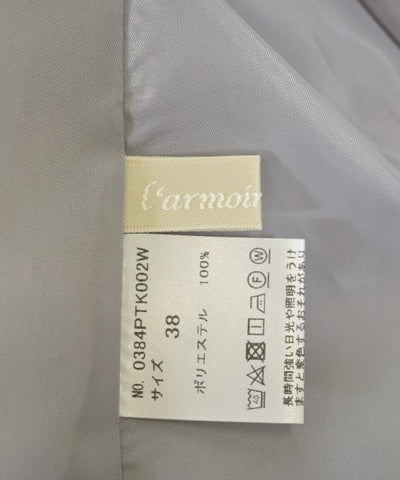 l'armoir
NO. 0384PTK002W
サイズ 38
ポリエステル 100%
40
W
長時間強い日光や照明をうけ
ますと変色するおそれがあり